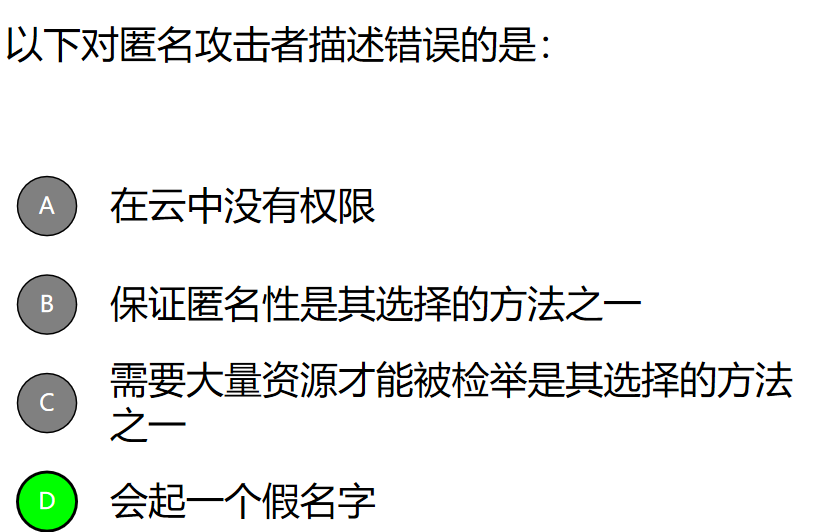 以下对匿名攻击者描述错误的是：
A 在云中没有权限
B 保证匿名性是其选择的方法之一
C 需要大量资源才能被检举是其选择的方法
之一
D 会起一个假名字